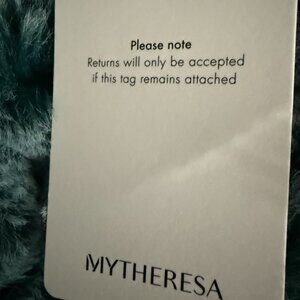 Please note
Returns will only be accepted
if this tag remains attached
MYTHERESA